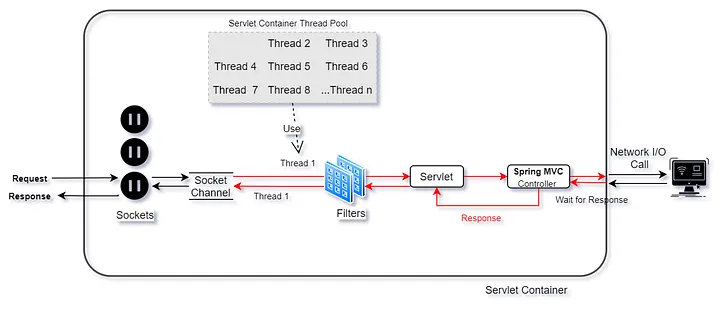 Servlet Container Thread Pool
Thread 2 Thread 3
Thread 4 Thread 5 Thread 6
Thread 7 Thread 8 ...Thread n
Use
Thread 1
Request
Response
Sockets
Socket
Channel
Thread 1
Filters
Servlet
Spring MVC
Controller
Response
Network I/O
Call
Wait for Response
Servlet Container